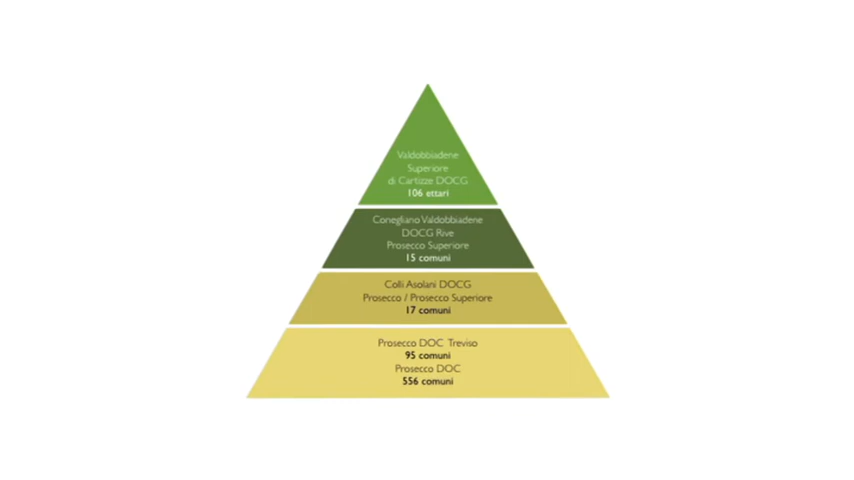 Valdobbiadene
Superiore
di Cartizze DOCG
106 ettari
Conegliano Valdobbiadene
DOCG Rive
Prosecco Superiore
15 comuni
Colli Asolani DOCG
Prosecco / Prosecco Superiore
17 comuni
Prosecco DOC Treviso
95 comuni
Prosecco DOC
556 comuni